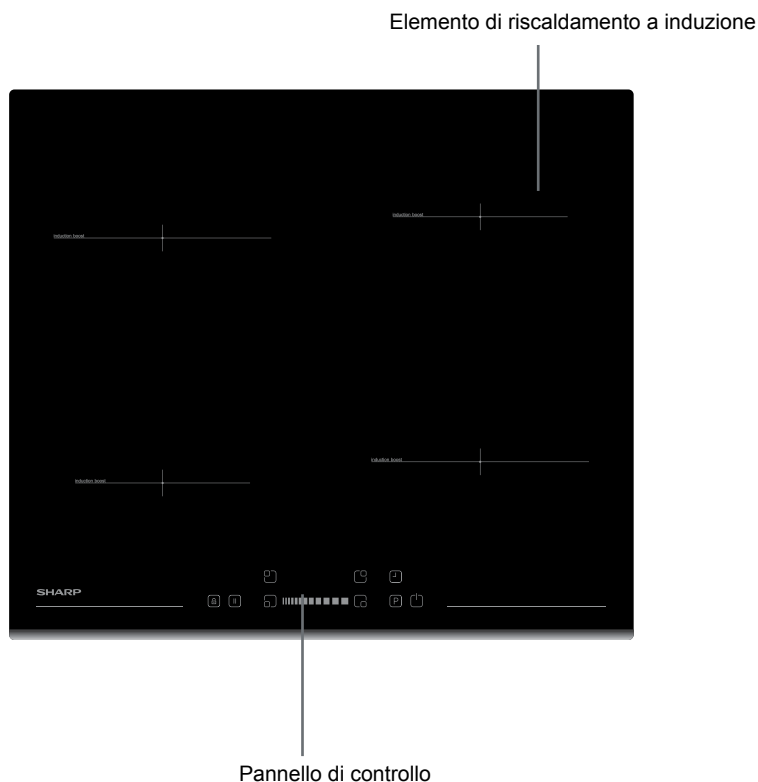 Elemento di riscaldamento a induzione
Induction boost
Induction boost
Induction boost
Induction boost
SHARP
P
Pannello di controllo